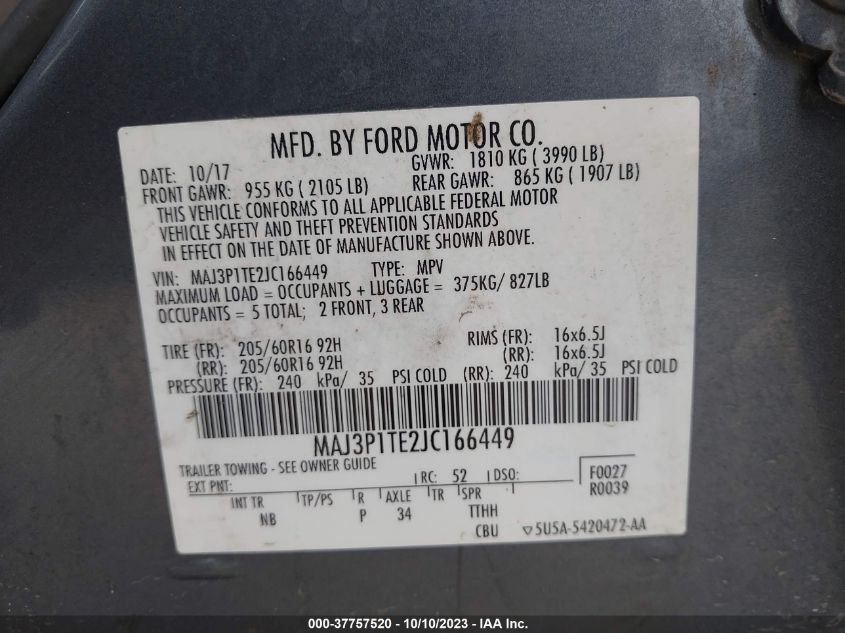 MFD. BY FORD MOTOR CO.
DATE: 10/17 GVWR: 1810 KG ( 3990 LB)
FRONT GAWR: 955 KG ( 2105 LB) REAR GAWR: 865 KG ( 1907 LB)
THIS VEHICLE CONFORMS TO ALL APPLICABLE FEDERAL MOTOR
VEHICLE SAFETY AND THEFT PREVENTION STANDARDS
IN EFFECT ON THE DATE OF MANUFACTURE SHOWN ABOVE.
VIN: MAJ3P1TE2JC166449 TYPE: MPV
MAXIMUM LOAD = OCCUPANTS + LUGGAGE = 375KG/ 827LB
OCCUPANTS = 5 TOTAL; 2 FRONT, 3 REAR
TIRE (FR): 205/60R16 92H RIMS (FR): 16x6.5J
(RR): 205/60R16 92H (RR): 16x6.5J
PRESSURE (FR): 240 kPa/ 35 PSI COLD (RR): 240 kPa/ 35 PSI COLD
MAJ3P1TE2JC166449
TRAILER TOWING - SEE OWNER GUIDE
EXT PNT: RC: 52 DSO: F0027
R0039
INT TR TP/PS R AXLE TR SPR
NB P 34 TTHH
CBU 5U5A-5420472-AA
000-37757520 - 10/10/2023 - IAA Inc.